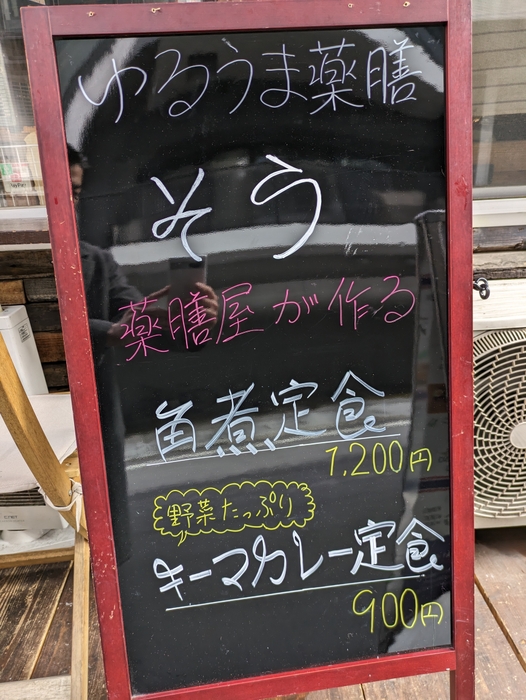 ゆるうま薬膳
そう
薬膳屋が作る
角煮定食
1,200円
野菜たっぷり
キーマカレー定食
900円